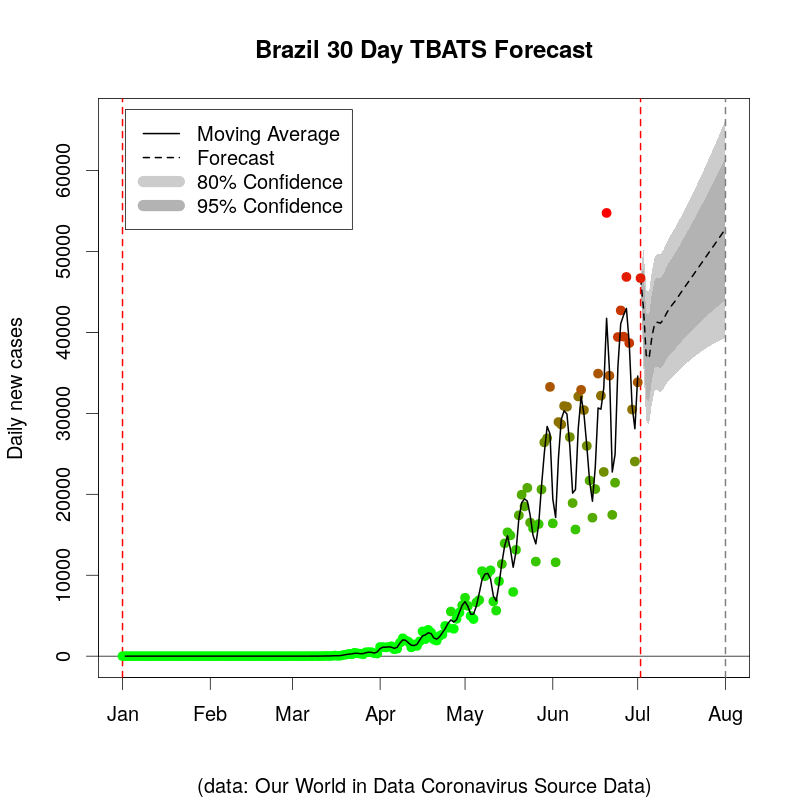 Brazil 30 Day TBATS Forecast
Moving Average
Forecast
80% Confidence
95% Confidence
Daily new cases
60000
50000
40000
30000
20000
10000
0
Jan Feb Mar Apr May Jun Jul Aug
(data: Our World in Data Coronavirus Source Data)